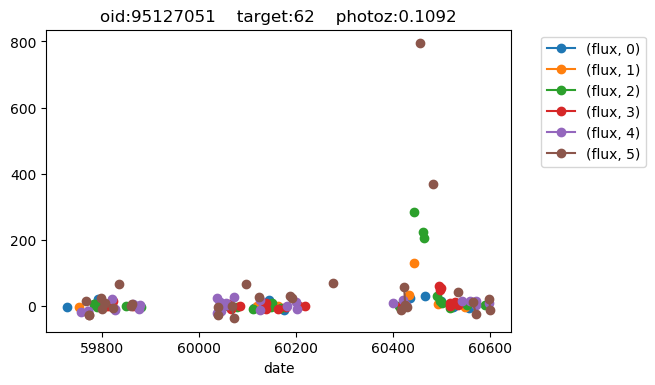 oid:95127051    target:62    photoz:0.1092
800
600
400
200
0
59800
60000
60200
60400
60600
date
(flux, 0)
(flux, 1)
(flux, 2)
(flux, 3)
(flux, 4)
(flux, 5)